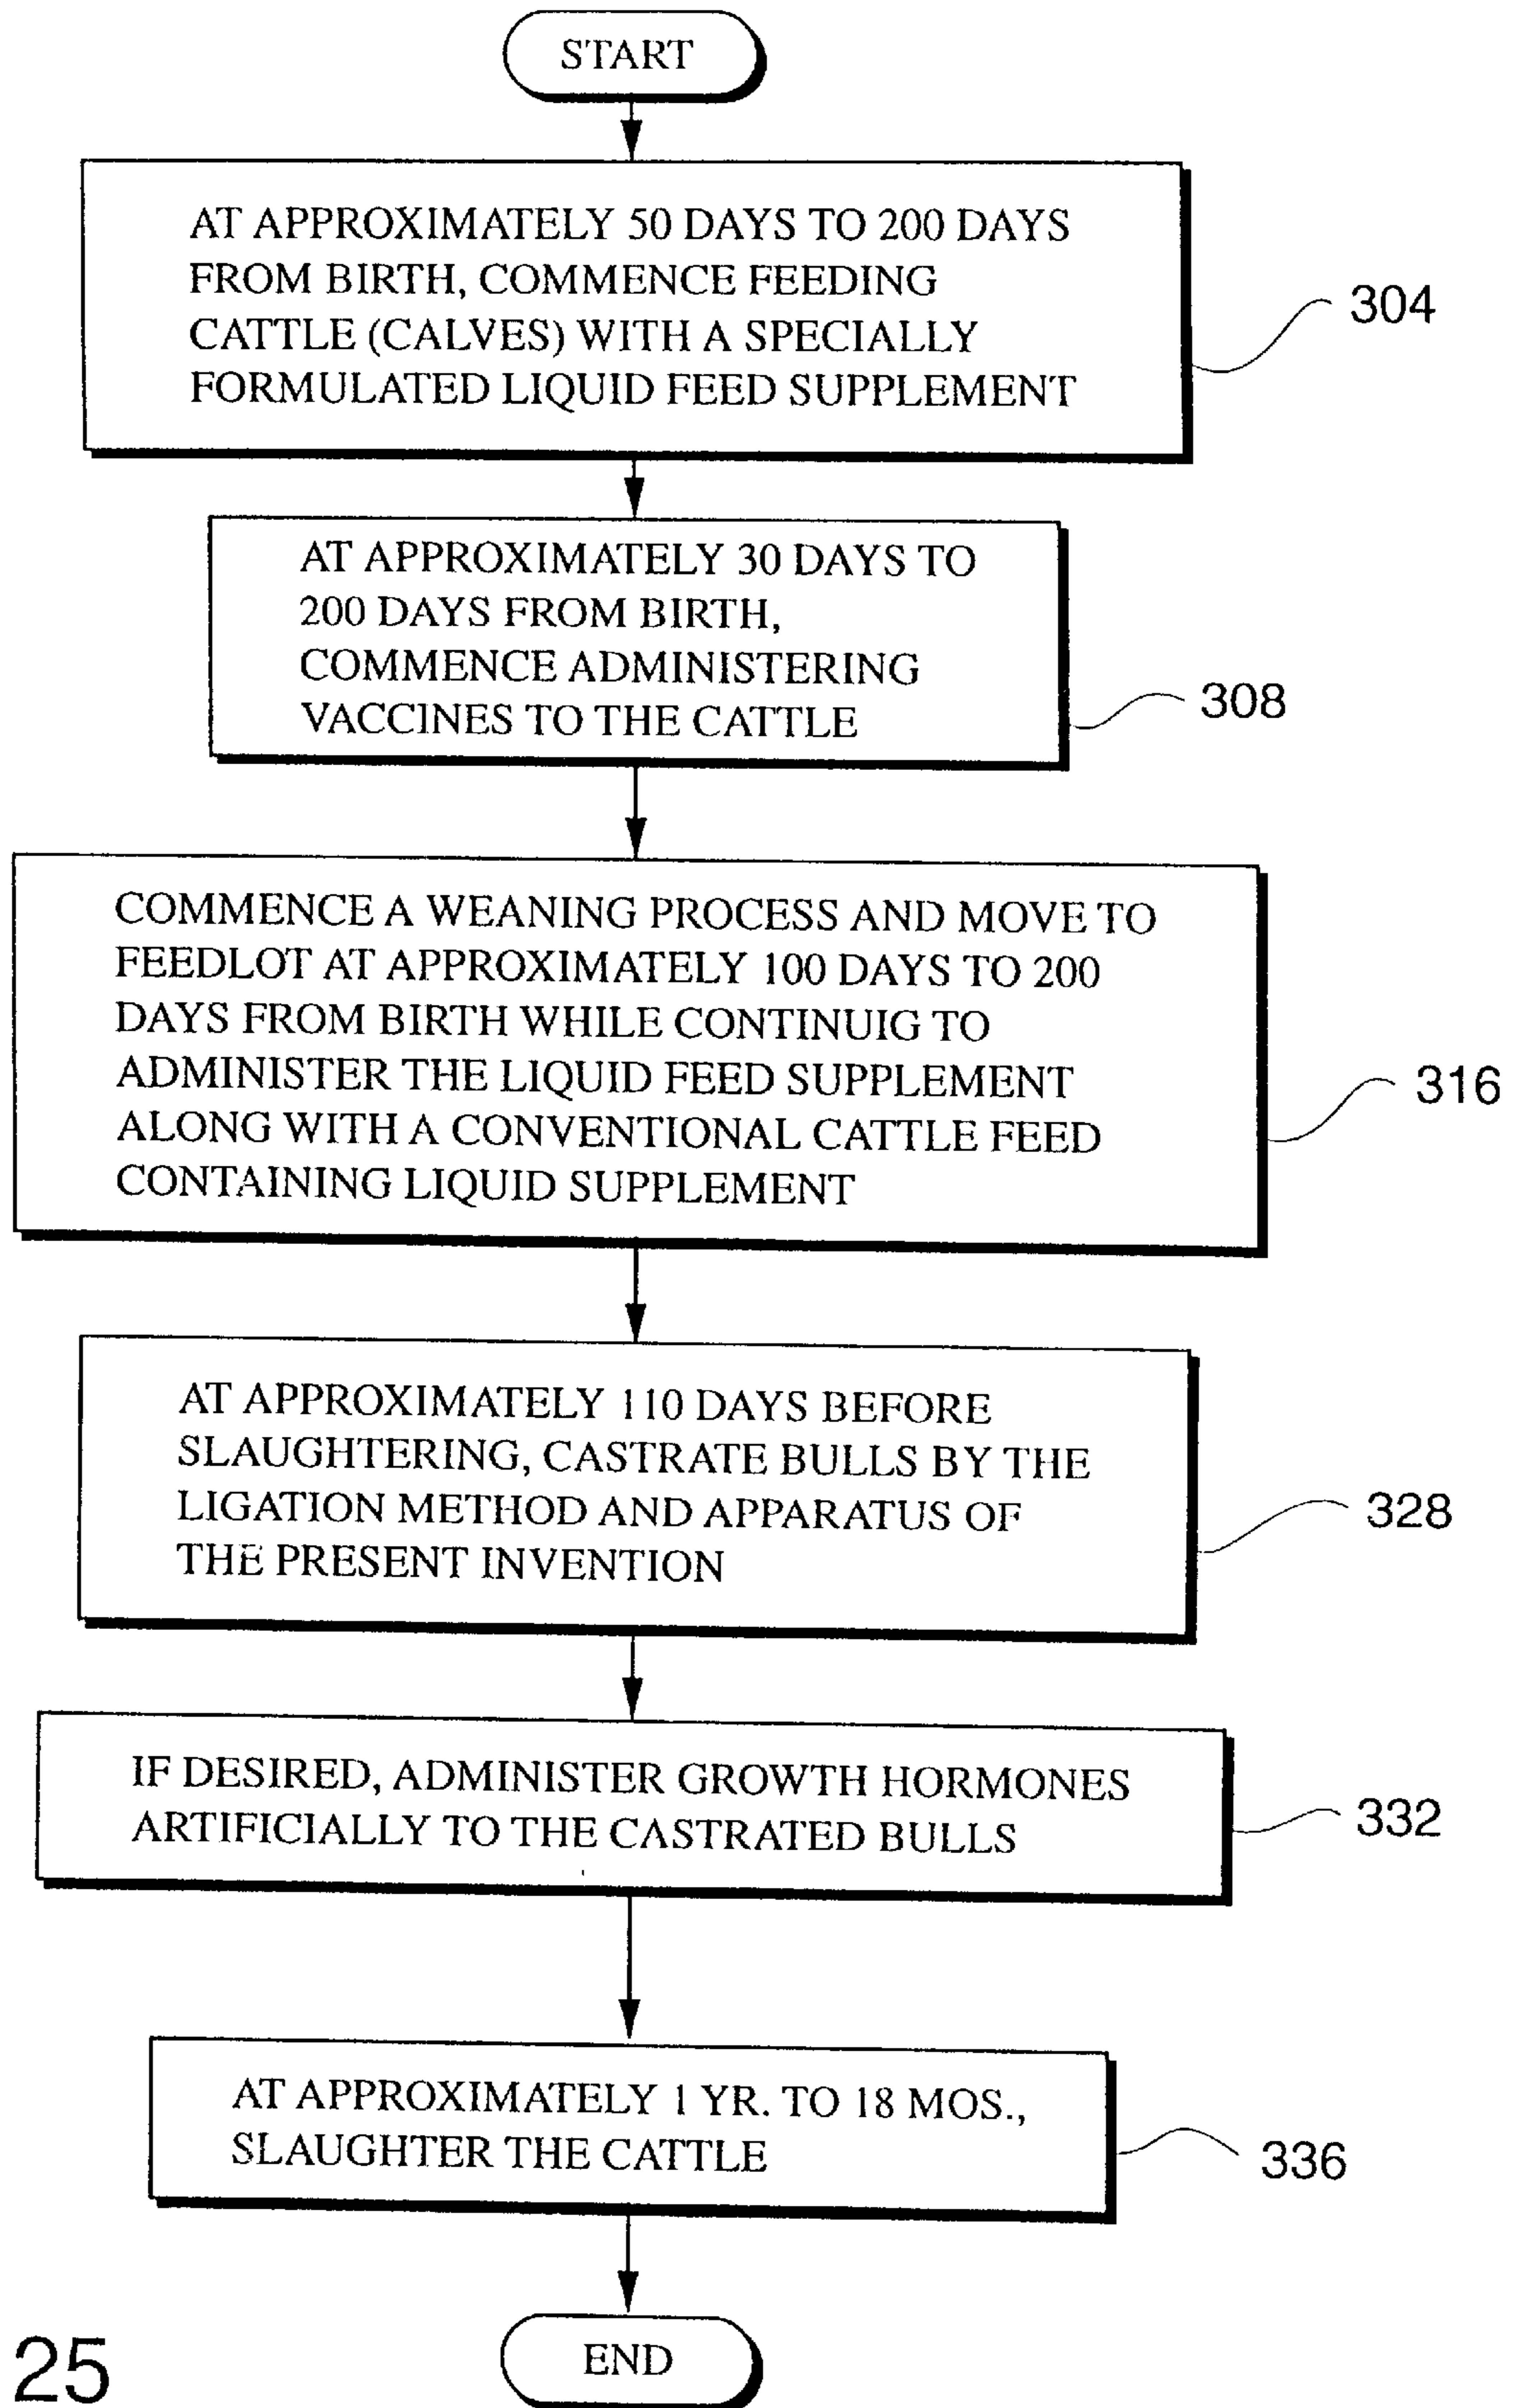 START
AT APPROXIMATELY 50 DAYS TO 200 DAYS
FROM BIRTH, COMMENCE FEEDING
CATTLE (CALVES) WITH A SPECIALLY
FORMULATED LIQUID FEED SUPPLEMENT
304
AT APPROXIMATELY 30 DAYS TO
200 DAYS FROM BIRTH,
COMMENCE ADMINISTERING
VACCINES TO THE CATTLE
308
COMMENCE A WEANING PROCESS AND MOVE TO
FEEDLOT AT APPROXIMATELY 100 DAYS TO 200
DAYS FROM BIRTH WHILE CONTINUIG TO
ADMINISTER THE LIQUID FEED SUPPLEMENT
ALONG WITH A CONVENTIONAL CATTLE FEED
CONTAINING LIQUID SUPPLEMENT
316
AT APPROXIMATELY 110 DAYS BEFORE
SLAUGHTERING, CASTRATE BULLS BY THE
LIGATION METHOD AND APPARATUS OF
THE PRESENT INVENTION
328
IF DESIRED, ADMINISTER GROWTH HORMONES
ARTIFICIALLY TO THE CASTRATED BULLS
332
AT APPROXIMATELY 1 YR. TO 18 MOS.,
SLAUGHTER THE CATTLE
336
END
25